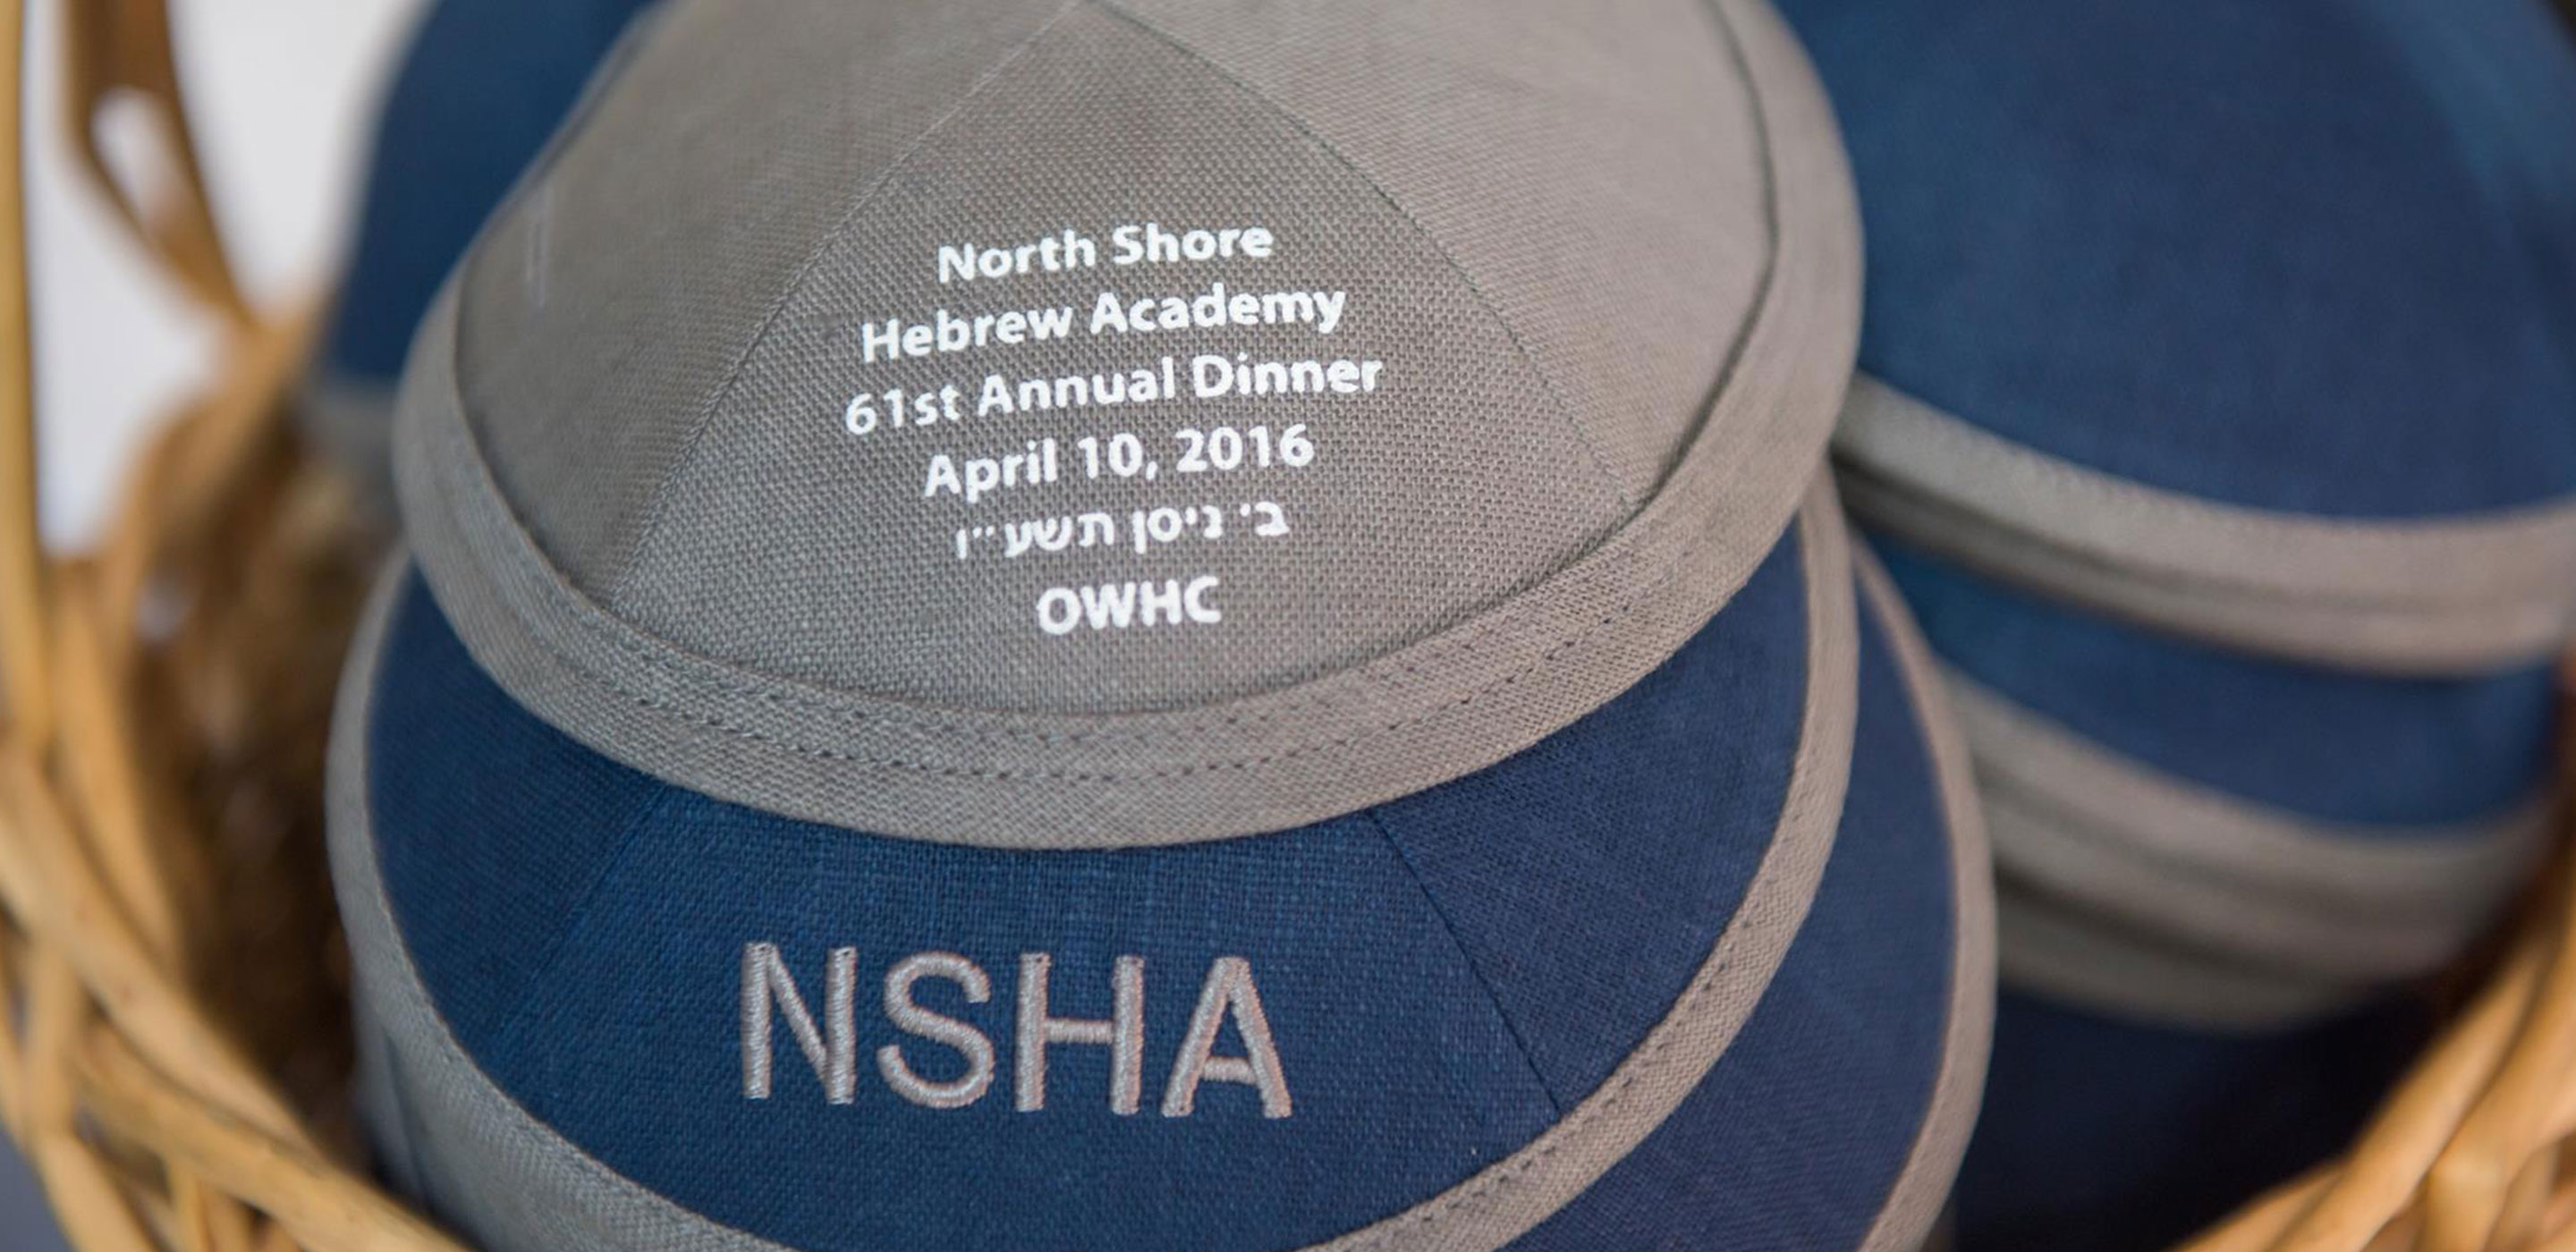 North Shore
Hebrew Academy
61st Annual Dinner
April 10, 2016
ב' ניסן תשע"ו
OWHC
NSHA